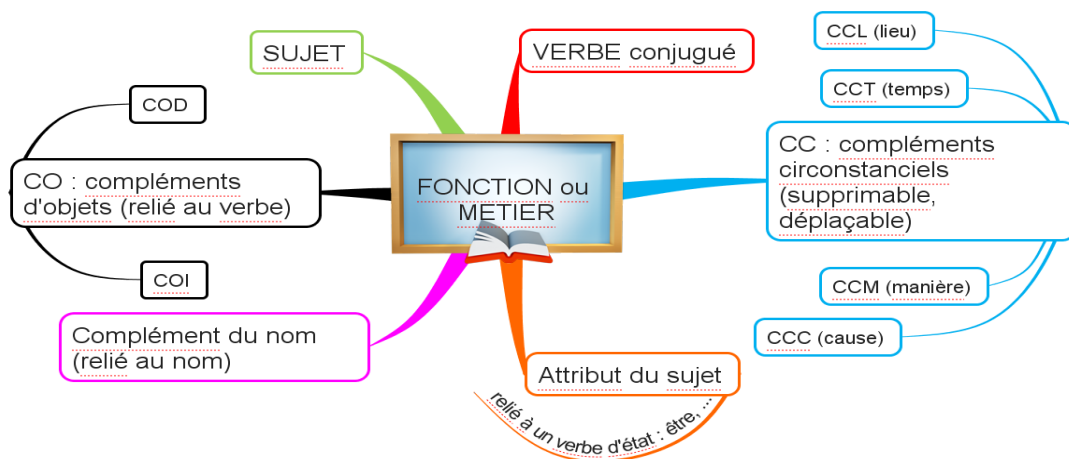 FONCTION ou
METIER
SUJET
VERBE conjugué
COD
CO : compléments
d'objets (relié au verbe)
COI
Complément du nom
(relié au nom)
Attribut du sujet
relié à un verbe d'état : être, ...
CCL (lieu)
CCT (temps)
CC : compléments
circonstanciels
(supprimable,
déplaçable)
CCM (manière)
CCC (cause)